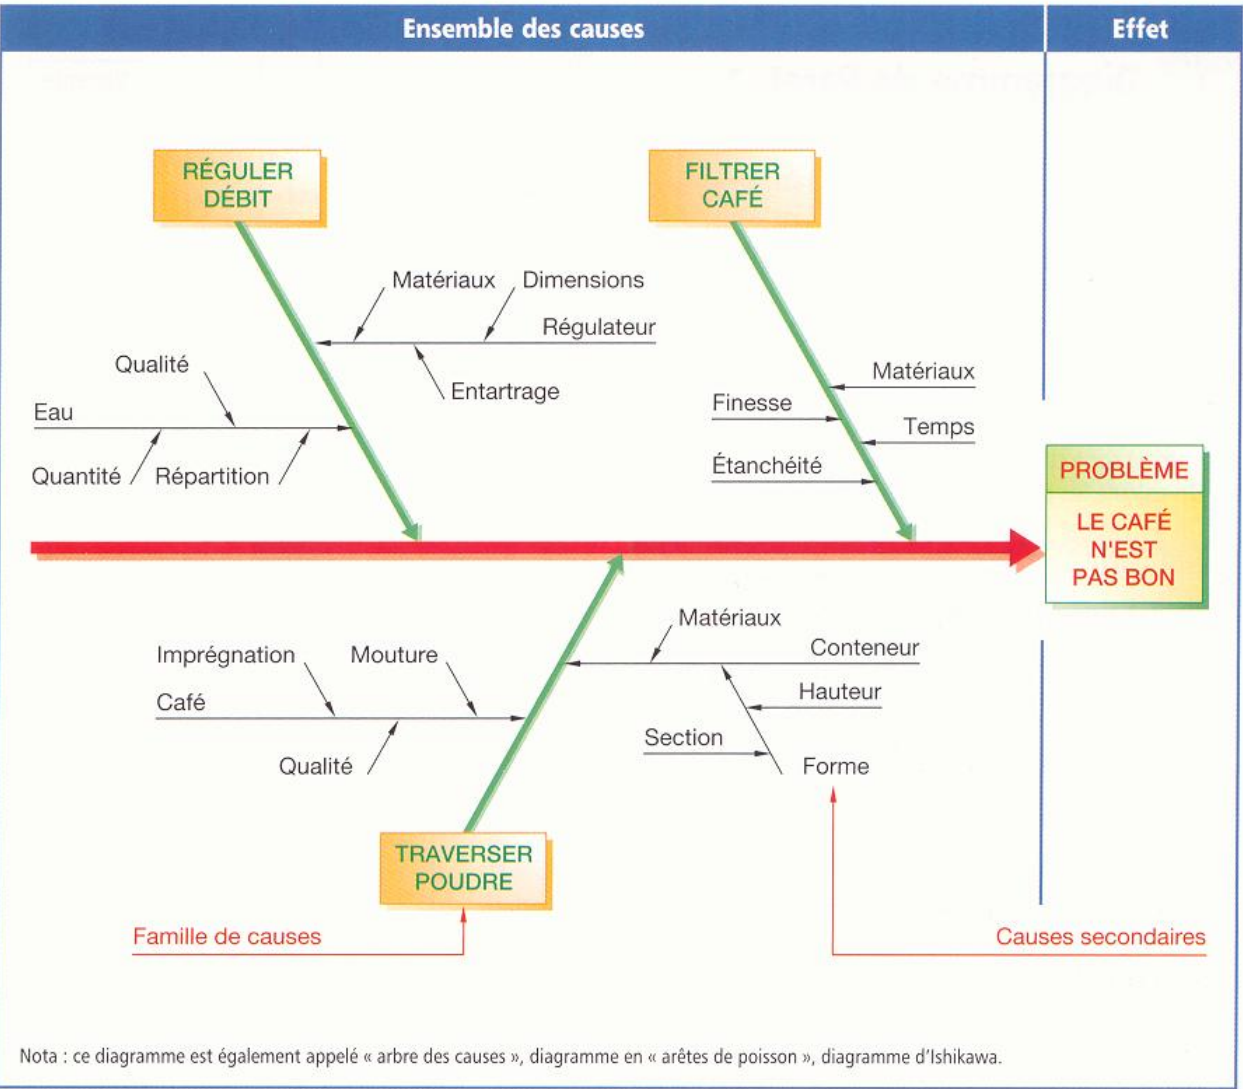 Ensemble des causes
Effet
RÉGULER
DÉBIT
FILTRER
CAFÉ
Matériaux
Dimensions
Régulateur
Entartrage
Qualité
Eau
Quantité
Répartition
Matériaux
Finesse
Temps
Étanchéité
PROBLÈME
LE CAFÉ
N'EST
PAS BON
Matériaux
Conteneur
Hauteur
Section
Forme
Imprégnation
Mouture
Café
Qualité
TRAVERSER
POUDRE
Famille de causes
Causes secondaires
Nota : ce diagramme est également appelé « arbre des causes », diagramme en « arêtes de poisson », diagramme d'Ishikawa.